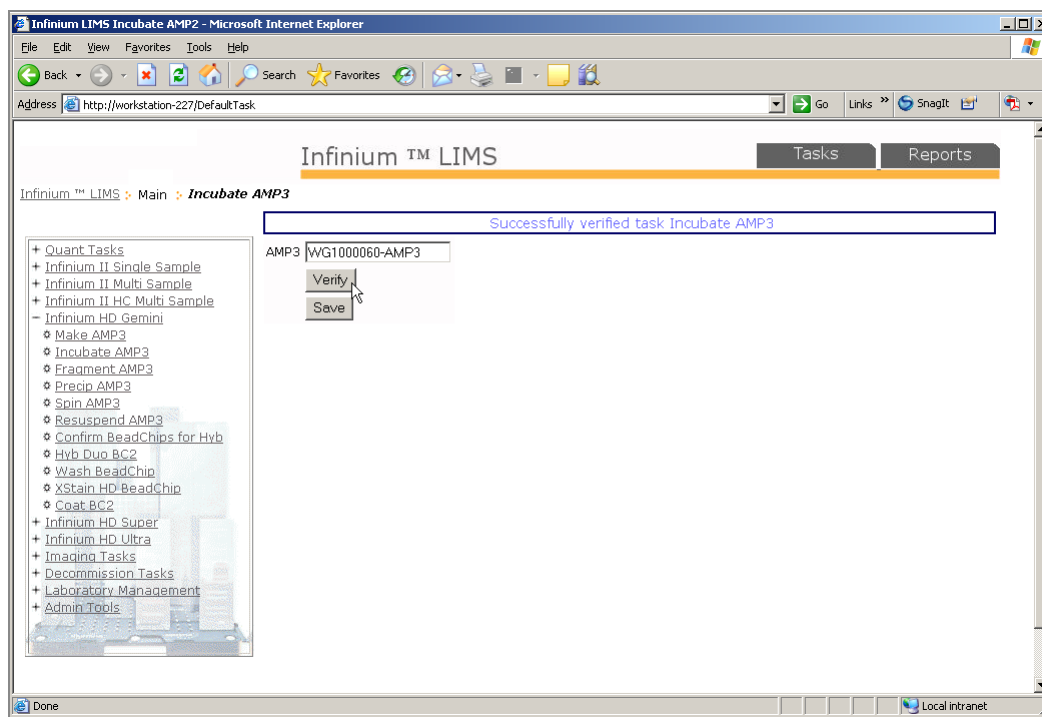 Infinium LIMS Incubate AMP2 - Microsoft Internet Explorer
File Edit View Favorites Tools Help
Back Search Favorites
Address http://workstation-227/DefaultTask Go Links » SnagIt
Infinium ™ LIMS Tasks Reports
Infinium ™ LIMS Main Incubate AMP3
Successfully verified task Incubate AMP3
AMP3 WG1000060-AMP3
Verify
Save
+ Quant Tasks
+ Infinium II Single Sample
+ Infinium II Multi Sample
+ Infinium II HC Multi Sample
− Infinium HD Gemini
Make AMP3
Incubate AMP3
Fragment AMP3
Precip AMP3
Spin AMP3
Resuspend AMP3
Confirm BeadChips for Hyb
Hyb Duo BC2
Wash BeadChip
XStain HD BeadChip
Coat BC2
+ Infinium HD Super
+ Infinium HD Ultra
+ Imaging Tasks
+ Decommission Tasks
+ Laboratory Management
+ Admin Tools
Done Local intranet